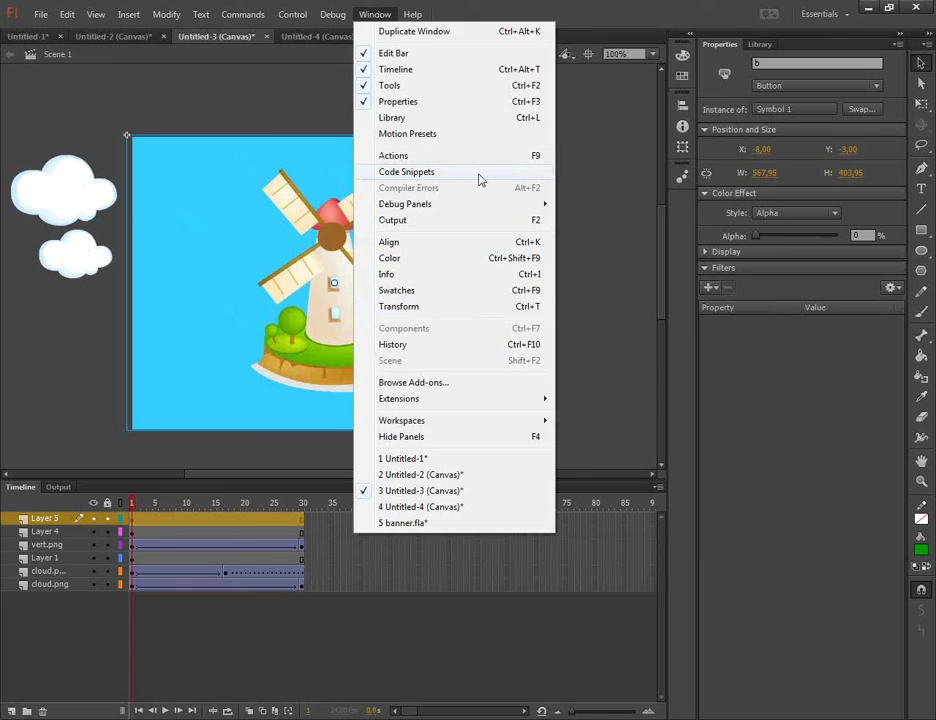 Fl File Edit View Insert Modify Text Commands Control Debug Window Help Essentials
Untitled-1* × Untitled-2 (Canvas)* × Untitled-3 (Canvas)* × Untitled-4 (Canvas)*
Scene 1 100%
Duplicate Window Ctrl+Alt+K
Edit Bar
Timeline Ctrl+Alt+T
Tools Ctrl+F2
Properties Ctrl+F3
Library Ctrl+L
Motion Presets
Actions F9
Code Snippets
Compiler Errors Alt+F2
Debug Panels
Output F2
Align Ctrl+K
Color Ctrl+Shift+F9
Info Ctrl+I
Swatches Ctrl+F9
Transform Ctrl+T
Components Ctrl+F7
History Ctrl+F10
Scene Shift+F2
Browse Add-ons...
Extensions
Workspaces
Hide Panels F4
1 Untitled-1*
2 Untitled-2 (Canvas)*
3 Untitled-3 (Canvas)*
4 Untitled-4 (Canvas)*
5 banner.fla*
Properties Library
b
Button
Instance of: Symbol 1 Swap...
Position and Size
X: -8,00 Y: -3,00
W: 567,95 H: 403,95
Color Effect
Style: Alpha
Alpha: 0 %
Display
Filters
Property Value
Timeline Output
1 5 10 15 20 25 30 35 75 80 85 9
Layer 5
Layer 4
vert.png
Layer 1
cloud.p...
cloud.png
1 24,00 fps 0,0s